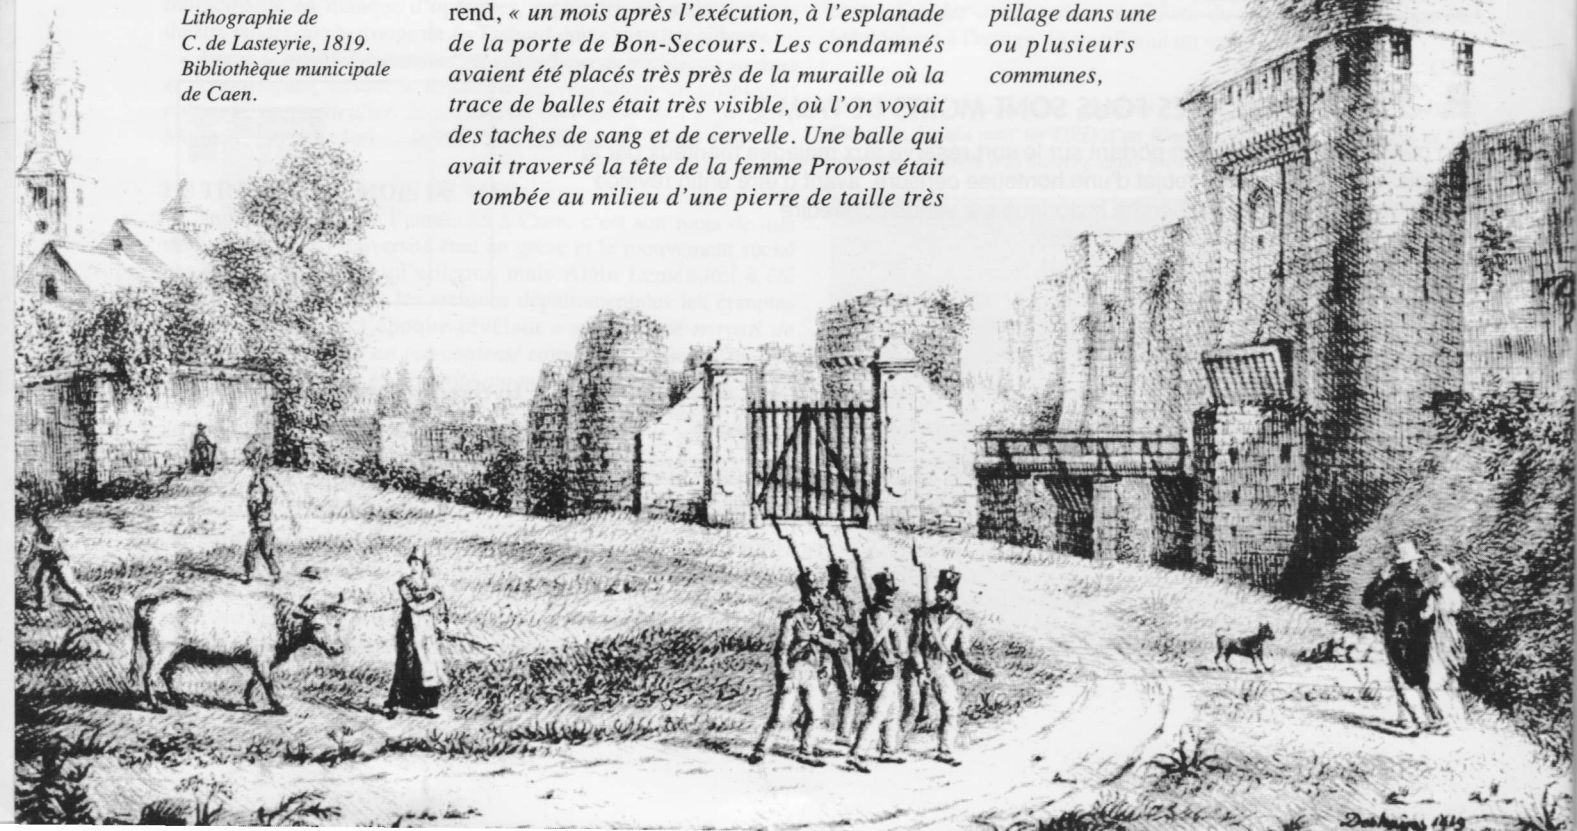 Lithographie de
C. de Lasteyrie, 1819.
Bibliothèque municipale
de Caen.
rend, « un mois après l'exécution, à l'esplanade
de la porte de Bon-Secours. Les condamnés
avaient été placés très près de la muraille où la
trace de balles était très visible, où l'on voyait
des taches de sang et de cervelle. Une balle qui
avait traversé la tête de la femme Provost était
tombée au milieu d'une pierre de taille très
pillage dans une
ou plusieurs
communes,
1819